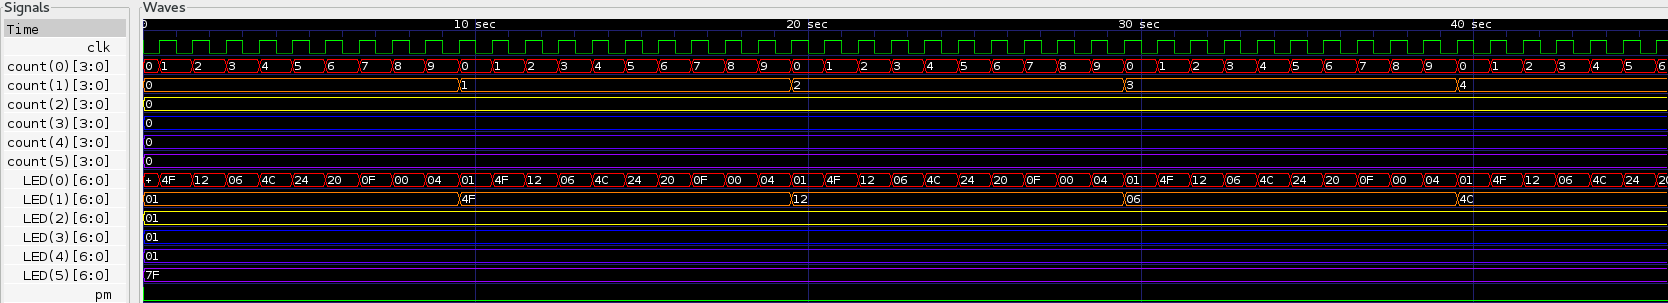 Signals Waves
Time 0 10 sec 20 sec 30 sec 40 sec
clk
count(0)[3:0] 0 1 2 3 4 5 6 7 8 9 0 1 2 3 4 5 6 7 8 9 0 1 2 3 4 5 6 7 8 9 0 1 2 3 4 5 6 7 8 9 0 1 2 3 4 5 6
count(1)[3:0] 0 1 2 3 4
count(2)[3:0] 0
count(3)[3:0] 0
count(4)[3:0] 0
count(5)[3:0] 0
LED(0)[6:0] + 4F 12 06 4C 24 20 0F 00 04 01 4F 12 06 4C 24 20 0F 00 04 01 4F 12 06 4C 24 20 0F 00 04 01 4F 12 06 4C 24 20 0F 00 04 01 4F 12 06 4C 24 20
LED(1)[6:0] 01 4F 12 06 4C
LED(2)[6:0] 01
LED(3)[6:0] 01
LED(4)[6:0] 01
LED(5)[6:0] 7F
pm